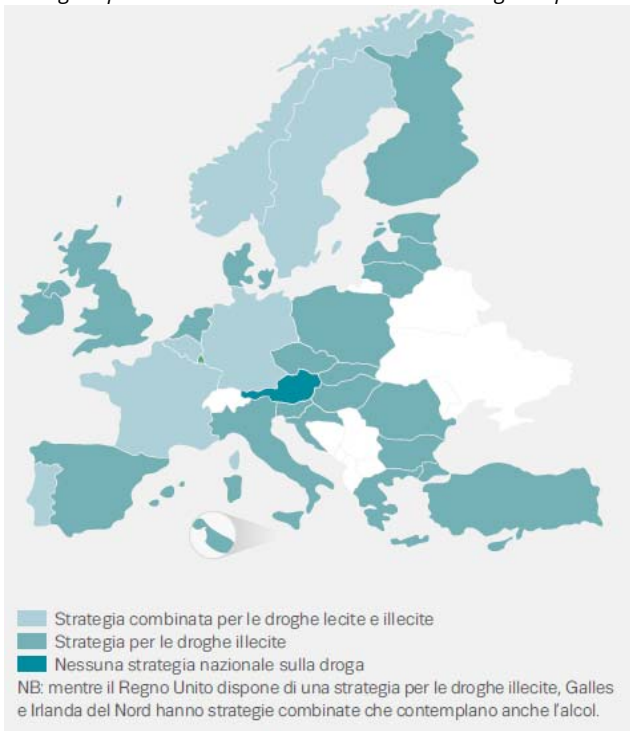 Strategia combinata per le droghe lecite e illecite
Strategia per le droghe illecite
Nessuna strategia nazionale sulla droga
NB: mentre il Regno Unito dispone di una strategia per le droghe illecite, Galles
e Irlanda del Nord hanno strategie combinate che contemplano anche l'alcol.